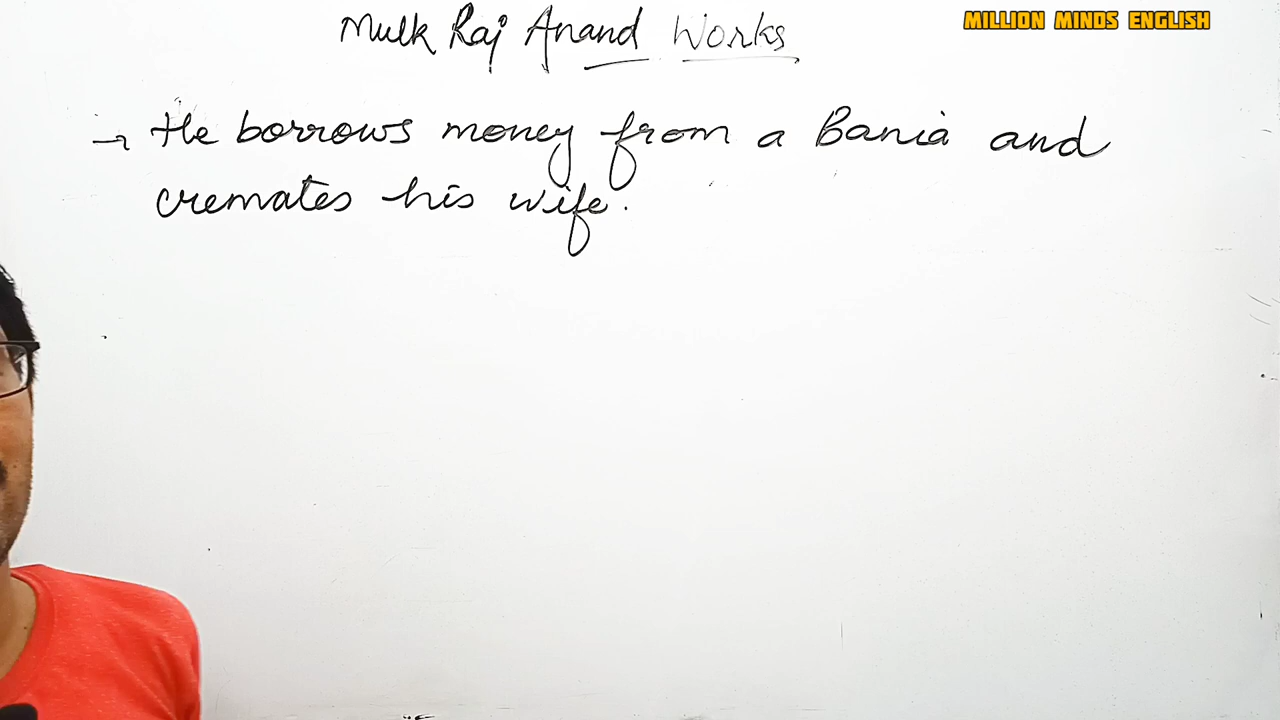 Mulk Raj Anand Works
MILLION MINDS ENGLISH
→ He borrows money from a Bania and
cremates his wife.